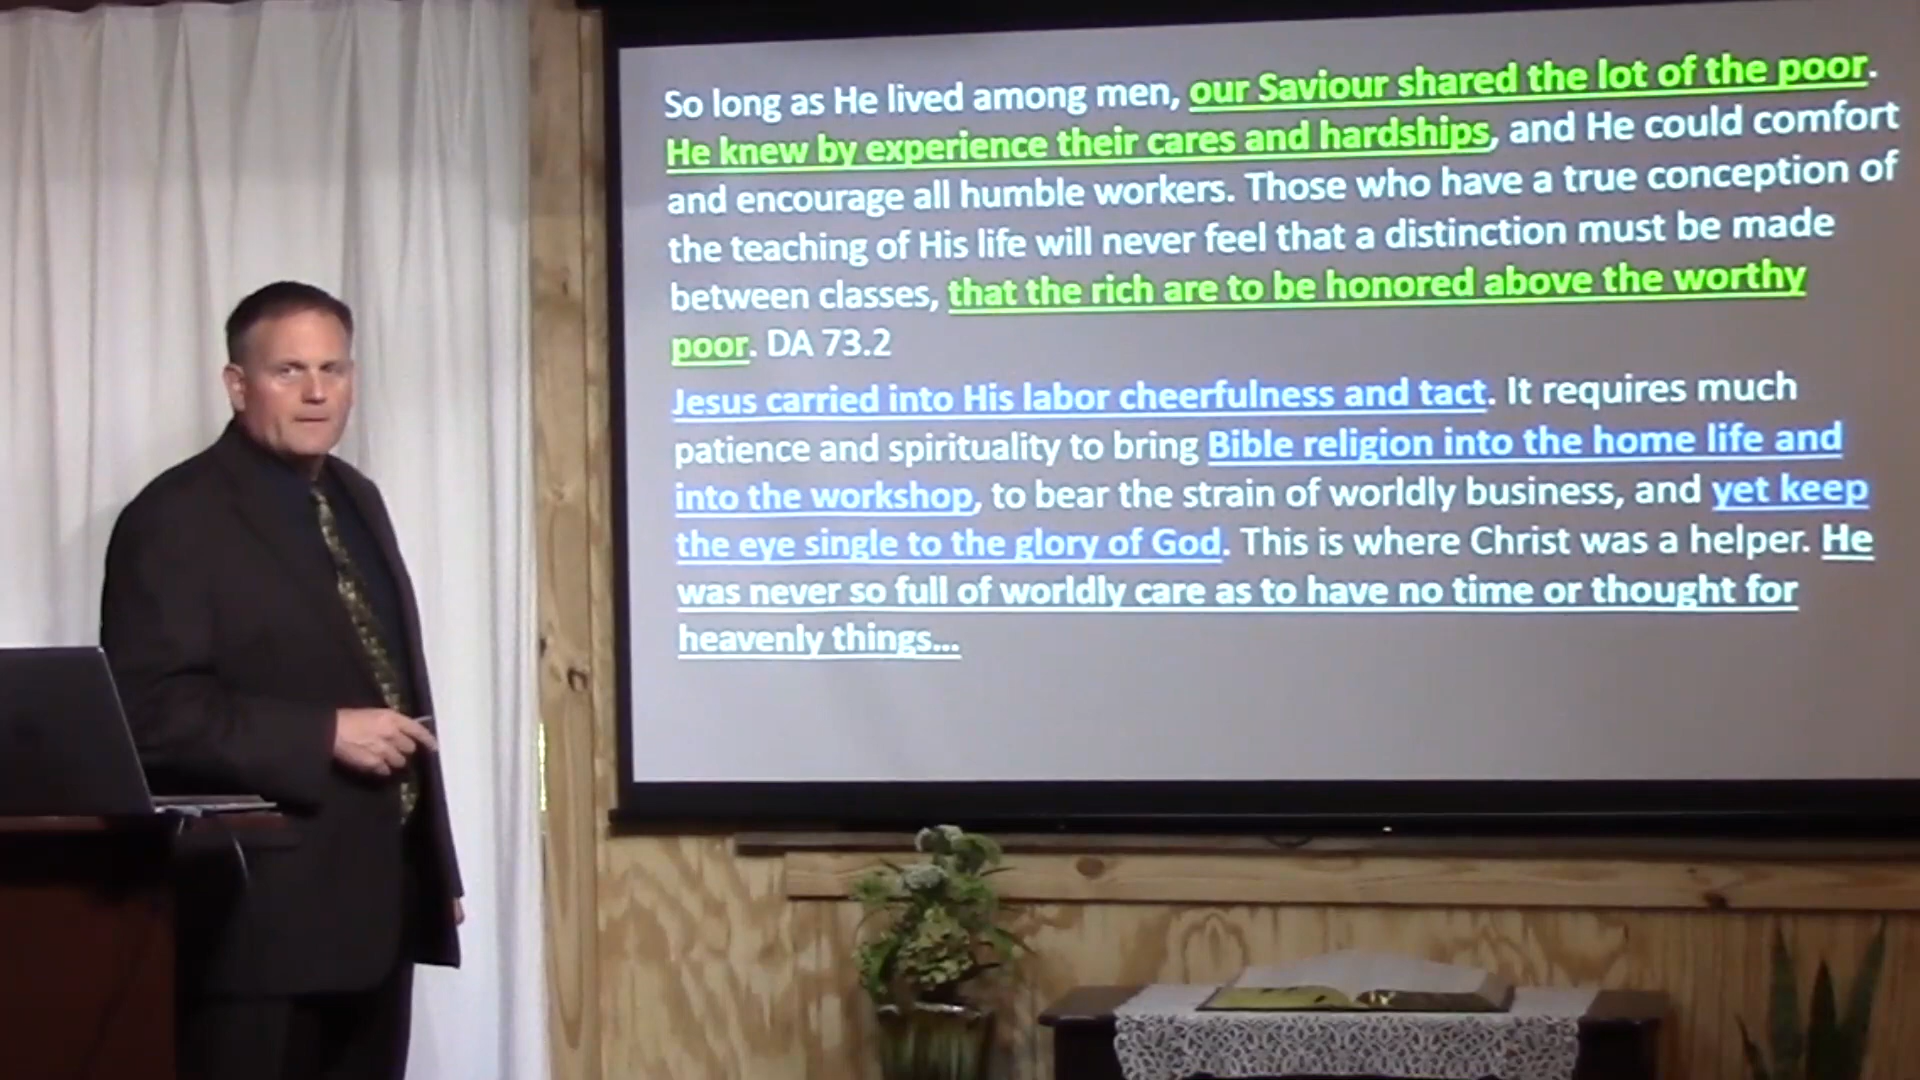 So long as He lived among men, our Saviour shared the lot of the poor.
He knew by experience their cares and hardships, and He could comfort
and encourage all humble workers. Those who have a true conception of
the teaching of His life will never feel that a distinction must be made
between classes, that the rich are to be honored above the worthy
poor. DA 73.2
Jesus carried into His labor cheerfulness and tact. It requires much
patience and spirituality to bring Bible religion into the home life and
into the workshop, to bear the strain of worldly business, and yet keep
the eye single to the glory of God. This is where Christ was a helper. He
was never so full of worldly care as to have no time or thought for
heavenly things...